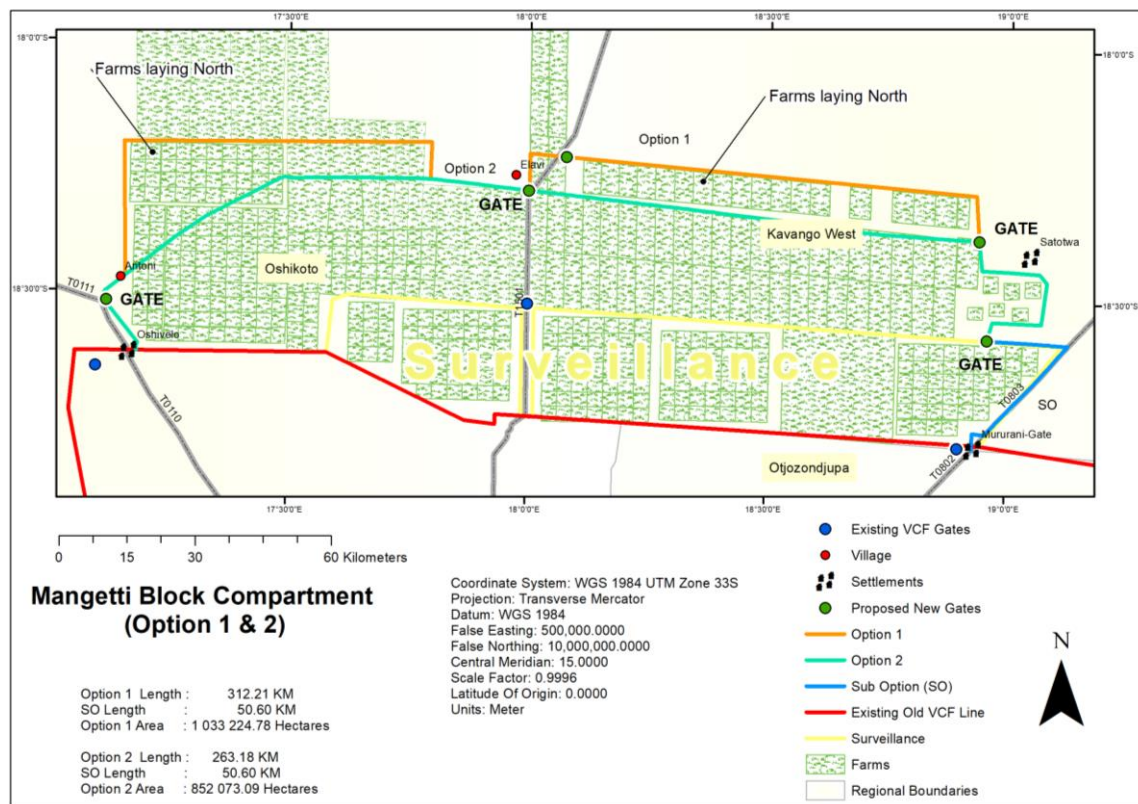 17°30'0"E
18°0'0"E
18°30'0"E
19°0'0"E
18°0'0"S
18°0'0"S
Farms laying North
Farms laying North
Option 1
Option 2
Elavi
GATE
GATE
Kavango West
Satotwa
Oshikoto
Amteni
T0111
GATE
18°30'0"S
18°30'0"S
Oshivelo
Surveillance
GATE
T0803
SO
T0110
Mururani-Gate
T0802
Otjozondjupa
17°30'0"E
18°0'0"E
18°30'0"E
19°0'0"E
0 15 30 60 Kilometers
Mangetti Block Compartment
(Option 1 & 2)
Option 1 Length : 312.21 KM
SO Length : 50.60 KM
Option 1 Area : 1 033 224.78 Hectares
Option 2 Length : 263.18 KM
SO Length : 50.60 KM
Option 2 Area : 852 073.09 Hectares
Coordinate System: WGS 1984 UTM Zone 33S
Projection: Transverse Mercator
Datum: WGS 1984
False Easting: 500,000.0000
False Northing: 10,000,000.0000
Central Meridian: 15.0000
Scale Factor: 0.9996
Latitude Of Origin: 0.0000
Units: Meter
Existing VCF Gates
Village
Settlements
Proposed New Gates
Option 1
Option 2
Sub Option (SO)
Existing Old VCF Line
Surveillance
Farms
Regional Boundaries
N